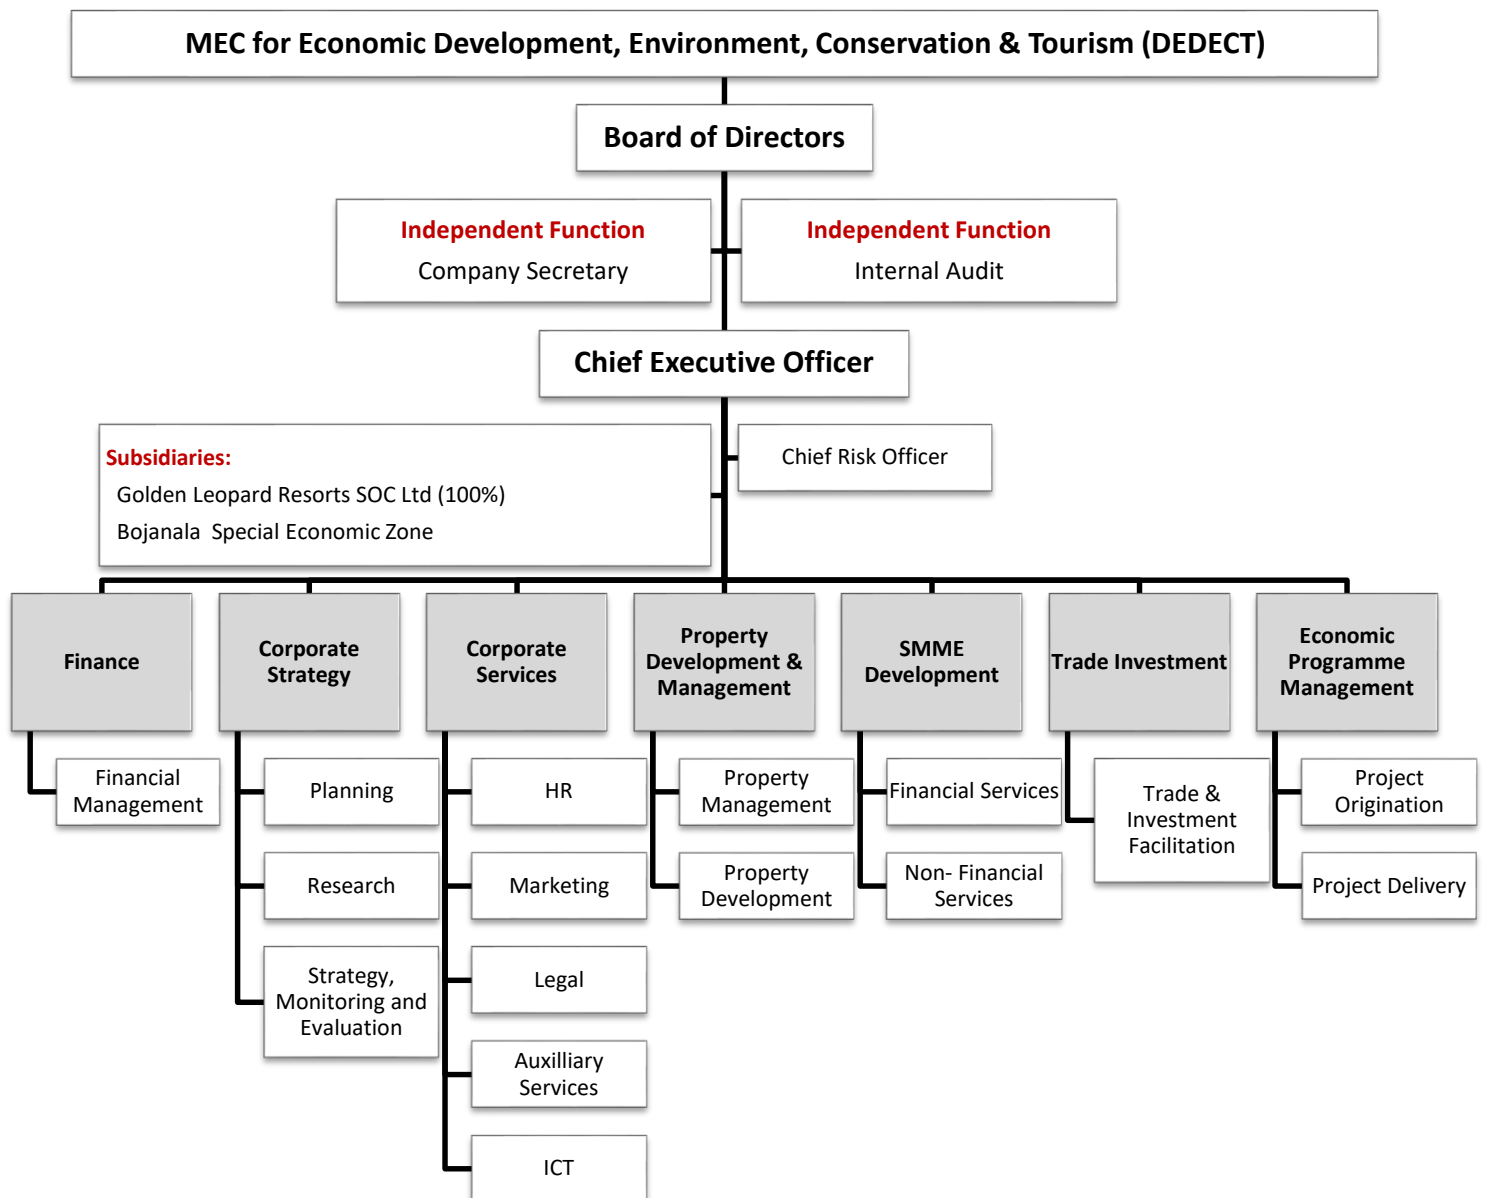 MEC for Economic Development, Environment, Conservation & Tourism (DEDECT)
Board of Directors
Independent Function
Company Secretary
Independent Function
Internal Audit
Chief Executive Officer
Subsidiaries:
Golden Leopard Resorts SOC Ltd (100%)
Bojanala Special Economic Zone
Chief Risk Officer
Finance
Corporate
Strategy
Corporate
Services
Property
Development &
Management
SMME
Development
Trade Investment
Economic
Programme
Management
Financial
Management
Planning
Research
Strategy,
Monitoring and
Evaluation
HR
Marketing
Legal
Auxilliary
Services
ICT
Property
Management
Property
Development
Financial Services
Non- Financial
Services
Trade &
Investment
Facilitation
Project
Origination
Project Delivery